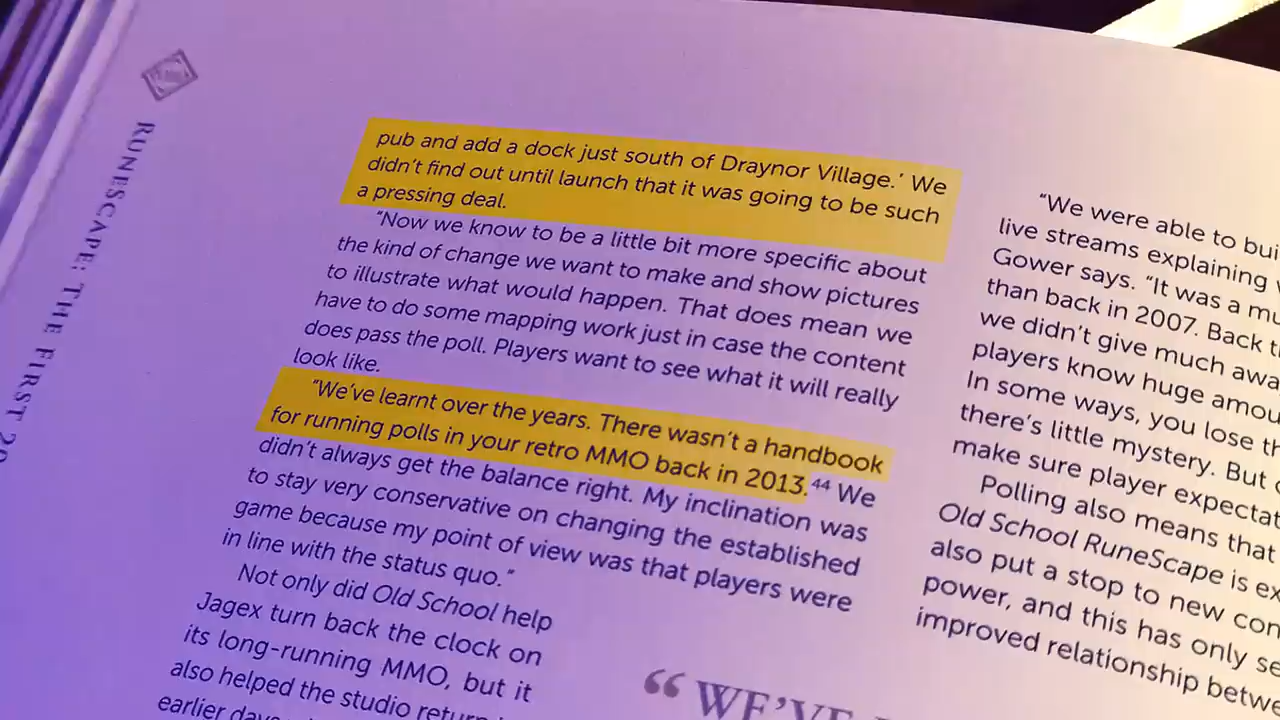 RUNESCAPE: THE FIRST 20
pub and add a dock just south of Draynor Village.’ We
didn’t find out until launch that it was going to be such
a pressing deal.
“Now we know to be a little bit more specific about
the kind of change we want to make and show pictures
to illustrate what would happen. That does mean we
have to do some mapping work just in case the content
does pass the poll. Players want to see what it will really
look like.
“We’ve learnt over the years. There wasn’t a handbook
for running polls in your retro MMO back in 2013.44 We
didn’t always get the balance right. My inclination was
to stay very conservative on changing the established
game because my point of view was that players were
in line with the status quo.”
Not only did Old School help
Jagex turn back the clock on
its long-running MMO, but it
also helped the studio return
earlier days
“WE’VE
“We were able to
live streams explaining
Gower says. “It was a
than back in 2007. Back
we didn’t give much
players know huge
In some ways, you lose
there’s little mystery. But
make sure player
Polling also means that
Old School RuneScape is
also put a stop to new
power, and this has only
improved relationship